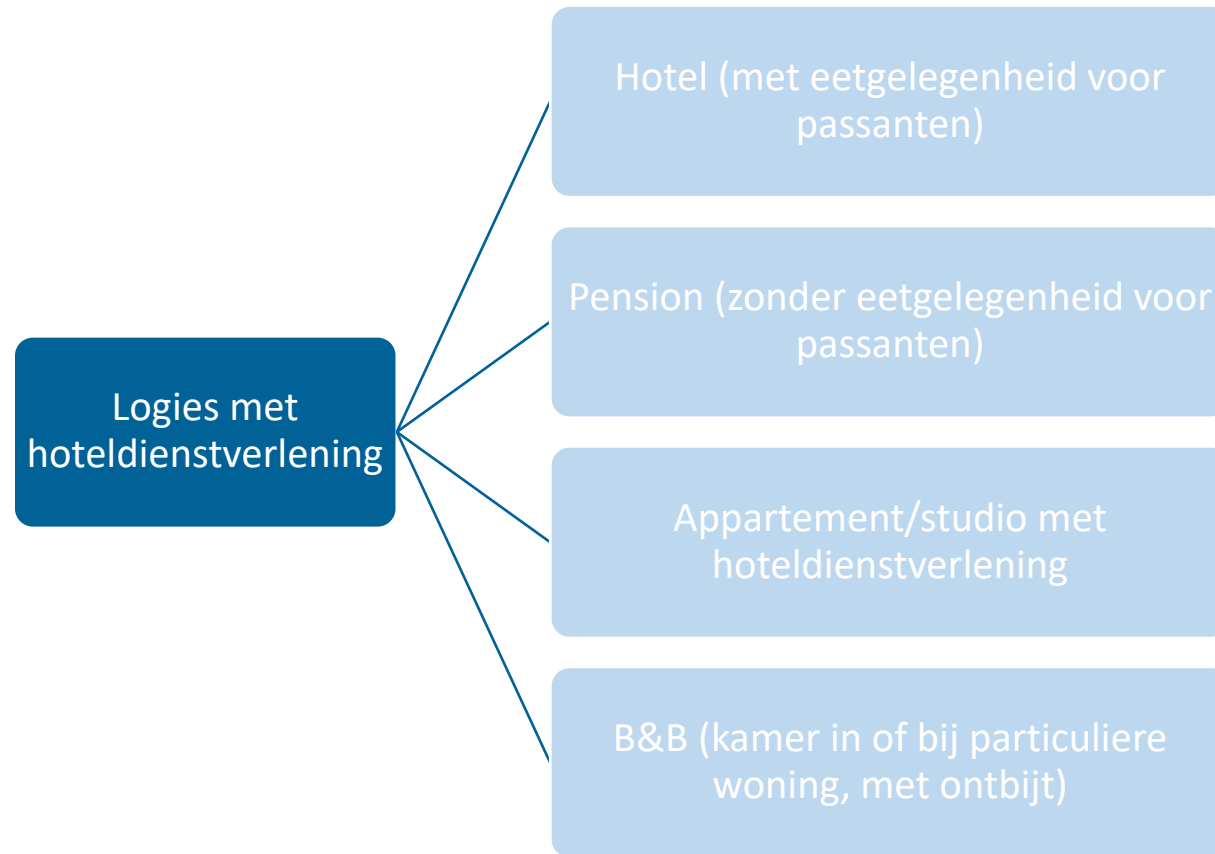 Logies met
hoteldienstverlening
Hotel (met eetgelegenheid voor
passanten)
Pension (zonder eetgelegenheid voor
passanten)
Appartement/studio met
hoteldienstverlening
B&B (kamer in of bij particuliere
woning, met ontbijt)